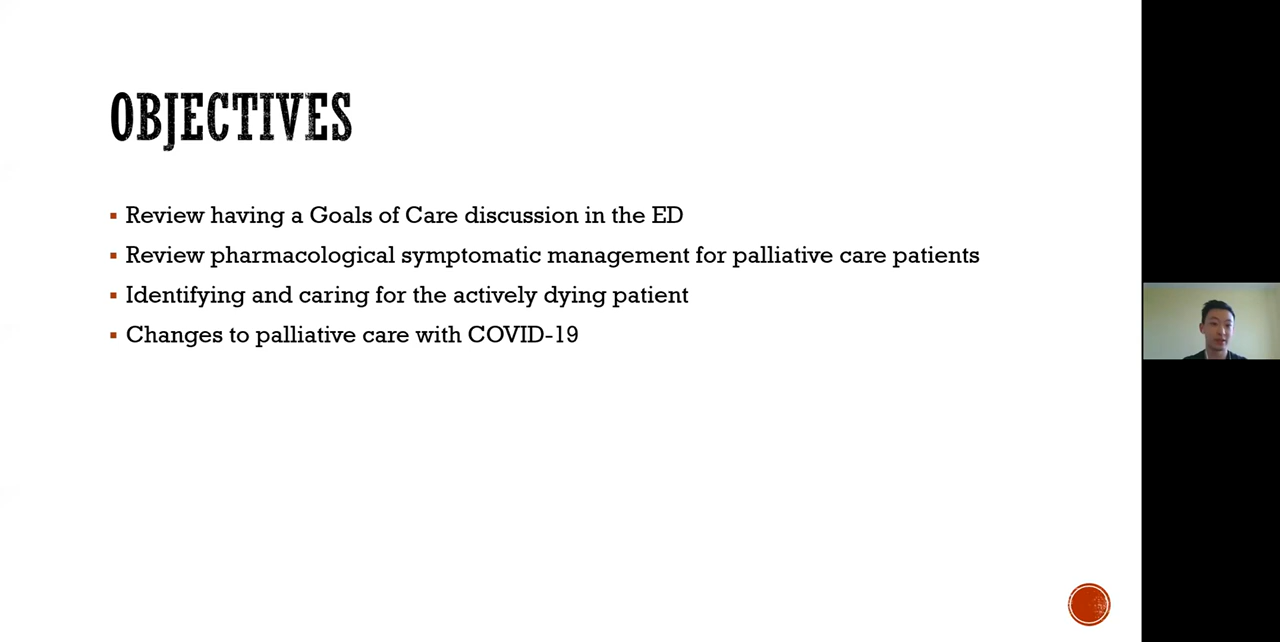 OBJECTIVES
Review having a Goals of Care discussion in the ED
Review pharmacological symptomatic management for palliative care patients
Identifying and caring for the actively dying patient
Changes to palliative care with COVID-19